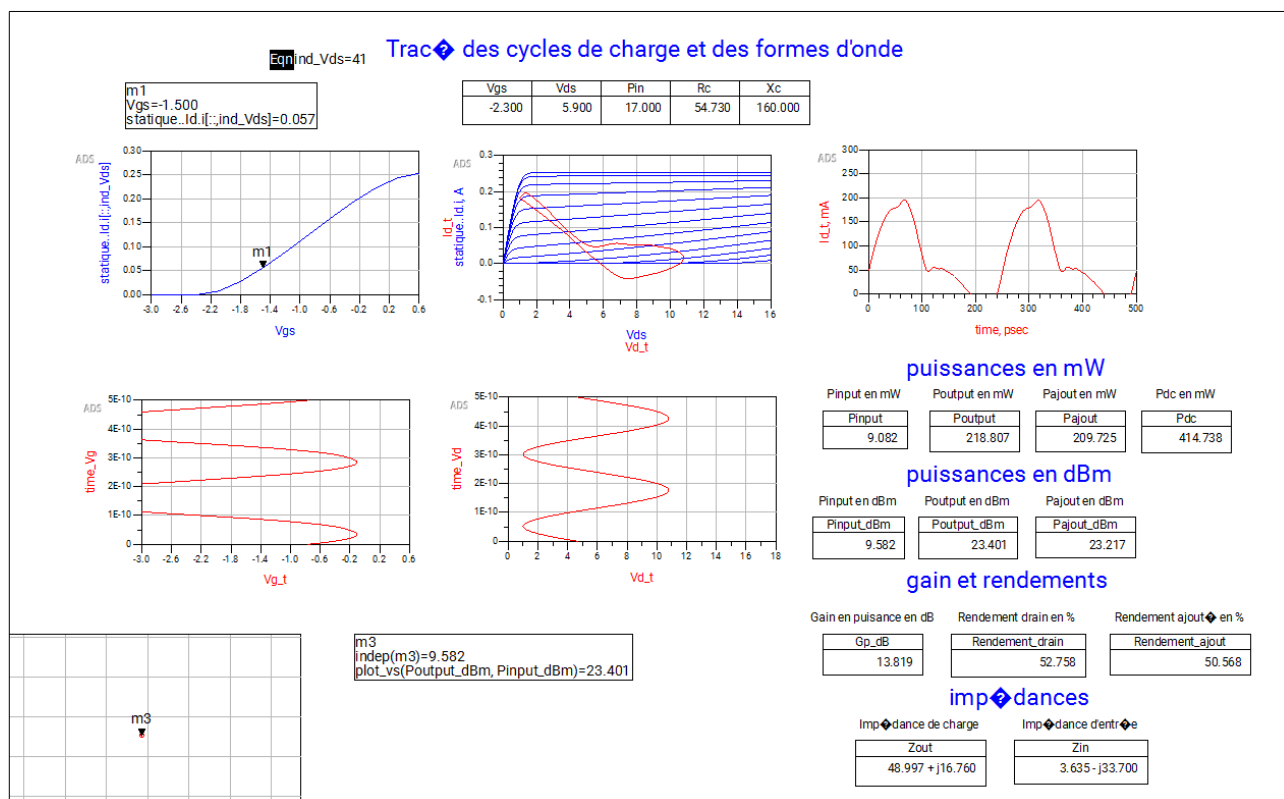 Trac� des cycles de charge et des formes d'onde
Eqn ind_Vds=41
m1
Vgs=-1.500
statique..Id.i[::,ind_Vds]=0.057
Vgs Vds Pin Rc Xc
-2.300 5.900 17.000 54.730 160.000
ADS
statique..Id.i[::,ind_Vds]
0.30
0.25
0.20
0.15
0.10
0.05
0.00
m1
-3.0 -2.6 -2.2 -1.8 -1.4 -1.0 -0.6 -0.2 0.2 0.6
Vgs
ADS
Id_t
statique..Id.i, A
0.3
0.2
0.1
0.0
-0.1
0 2 4 6 8 10 12 14 16
Vds
Vd_t
ADS
Id_t, mA
300
250
200
150
100
50
0
0 100 200 300 400 500
time, psec
ADS
time_Vg
5E-10
4E-10
3E-10
2E-10
1E-10
0
-3.0 -2.6 -2.2 -1.8 -1.4 -1.0 -0.6 -0.2 0.2 0.6
Vg_t
ADS
time_Vd
5E-10
4E-10
3E-10
2E-10
1E-10
0
0 2 4 6 8 10 12 14 16 18
Vd_t
puissances en mW
Pinput en mW Poutput en mW Pajout en mW Pdc en mW
Pinput Poutput Pajout Pdc
9.082 218.807 209.725 414.738
puissances en dBm
Pinput en dBm Poutput en dBm Pajout en dBm
Pinput_dBm Poutput_dBm Pajout_dBm
9.582 23.401 23.217
gain et rendements
Gain en puisance en dB Rendement drain en % Rendement ajout� en %
Gp_dB Rendement_drain Rendement_ajout
13.819 52.758 50.568
imp�dances
Imp�dance de charge Imp�dance d'entr�e
Zout Zin
48.997 + j16.760 3.635 - j33.700
m3
m3
indep(m3)=9.582
plot_vs(Poutput_dBm, Pinput_dBm)=23.401